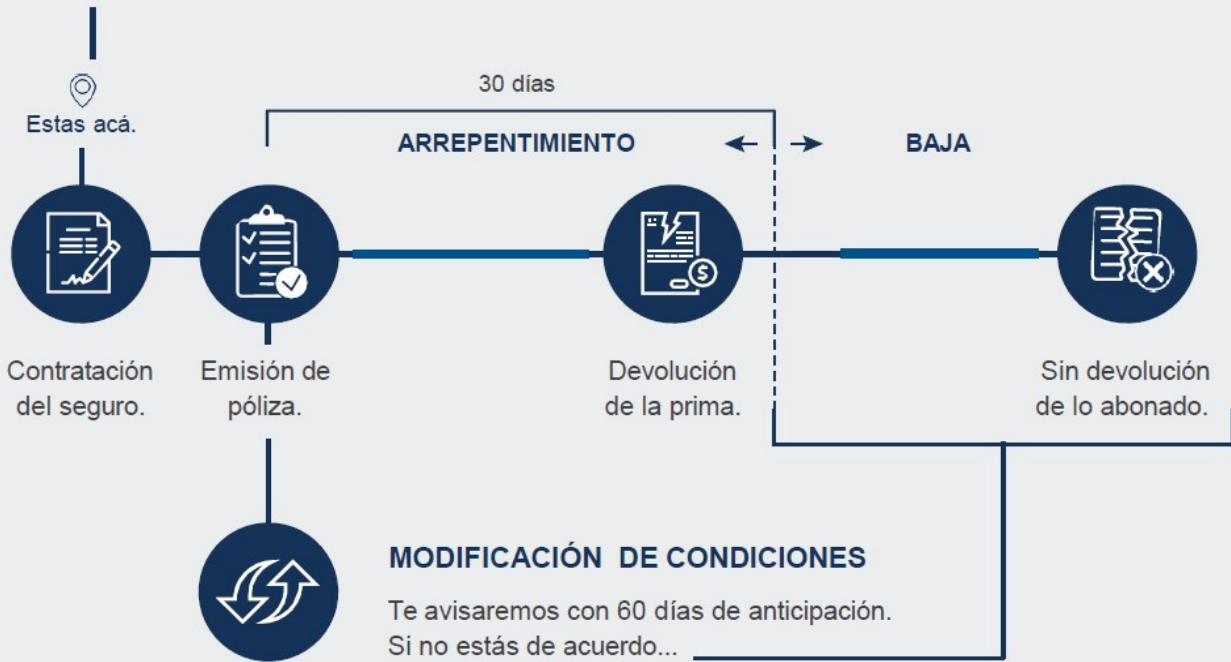 Estas acá.
30 días
ARREPENTIMIENTO
BAJA
Contratación
del seguro.
Emisión de
póliza.
Devolución
de la prima.
Sin devolución
de lo abonado.
$
MODIFICACIÓN DE CONDICIONES
Te avisaremos con 60 días de anticipación.
Si no estás de acuerdo...